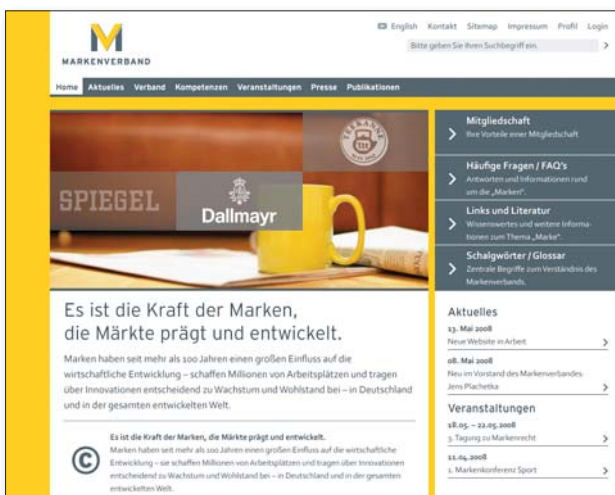 English Kontakt Sitemap Impressum Profil Login
Bitte geben Sie Ihren Suchbegriff ein.
MARKENVERBAND
Home Aktuelles Verband Kompetenzen Veranstaltungen Presse Publikationen
TEEKANNE
SPIEGEL
Dallmayr
Es ist die Kraft der Marken,
die Märkte prägt und entwickelt.
Marken haben seit mehr als 100 Jahren einen großen Einfluss auf die
wirtschaftliche Entwicklung – schaffen Millionen von Arbeitsplätzen und tragen
über Innovationen entscheidend zu Wachstum und Wohlstand bei – in Deutschland
und in der gesamten entwickelten Welt.
©
Es ist die Kraft der Marken, die Märkte prägt und entwickelt.
Marken haben seit mehr als 100 Jahren einen großen Einfluss auf die wirtschaftliche
Entwicklung – sie schaffen Millionen von Arbeitsplätzen und tragen über Innovationen
entscheidend zu Wachstum und Wohlstand bei – in Deutschland und in der gesamten
entwickelten Welt.
Mitgliedschaft
Ihre Vorteile einer Mitgliedschaft
Häufige Fragen / FAQ's
Antworten und Informationen rund
um die „Marken“.
Links und Literatur
Wissenswertes und weitere Informa-
tionen zum Thema „Marke“.
Schalgwörter / Glossar
Zentrale Begriffe zum Verständnis des
Markenverbands.
Aktuelles
13. Mai 2008
Neue Website in Arbeit
08. Mai 2008
Neu im Vorstand des Markenverbandes
Jens Plachetka
Veranstaltungen
18.05. – 22.05.2008
3. Tagung zu Markenrecht
11.04.2008
1. Markenkonferenz Sport